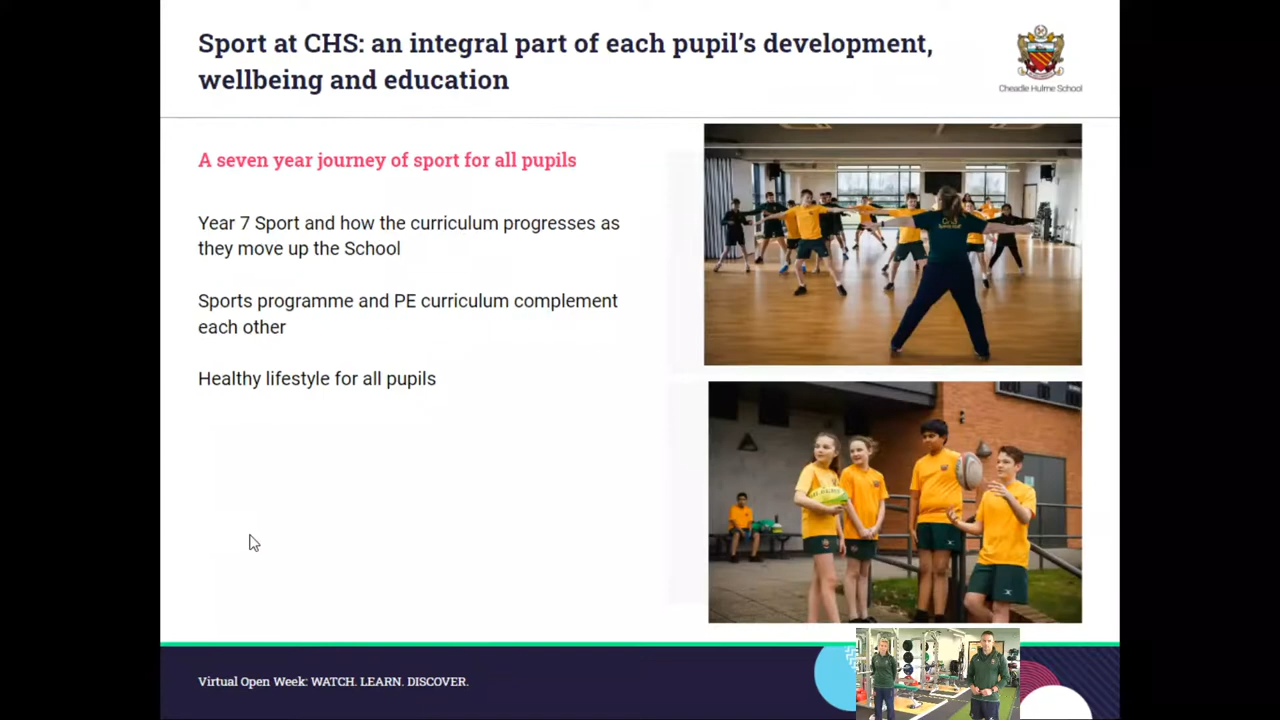 Sport at CHS: an integral part of each pupil's development,
wellbeing and education
Cheadle Hulme School
A seven year journey of sport for all pupils
Year 7 Sport and how the curriculum progresses as
they move up the School
Sports programme and PE curriculum complement
each other
Healthy lifestyle for all pupils
Virtual Open Week: WATCH. LEARN. DISCOVER.